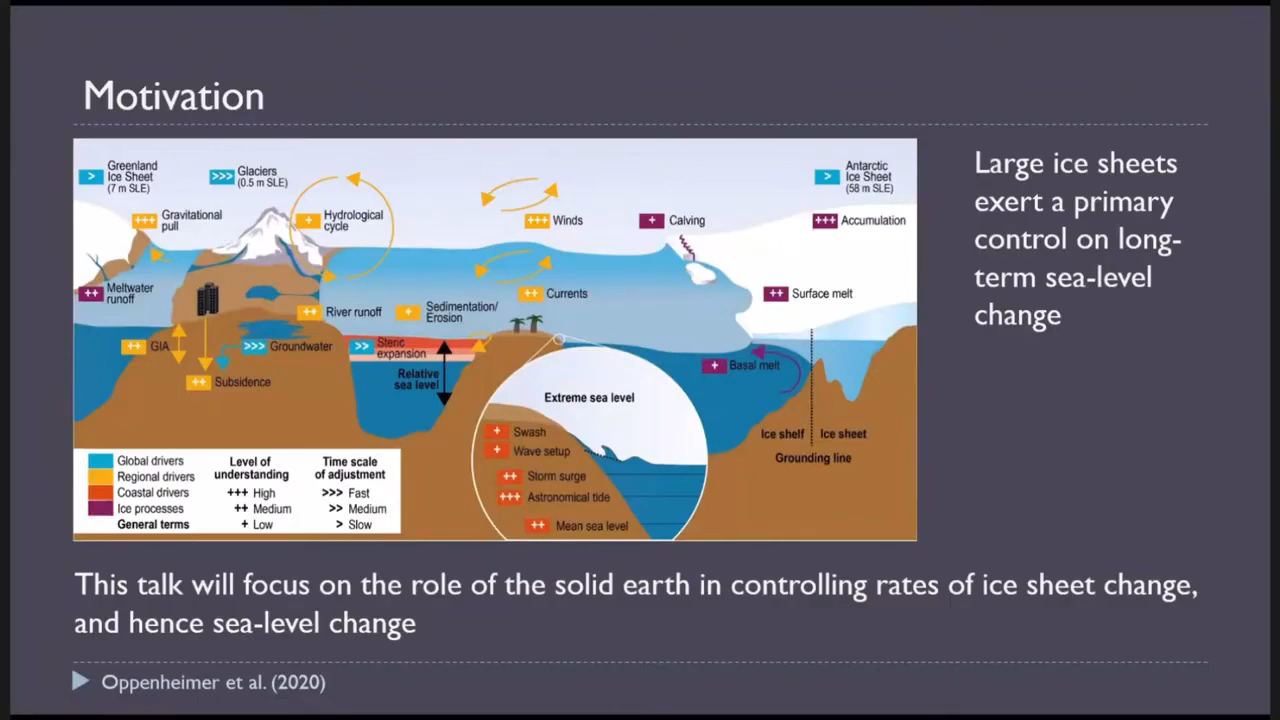 Motivation
Greenland
Ice Sheet
(7 m SLE)
>
>>>
Glaciers
(0.5 m SLE)
Antarctic
Ice Sheet
(58 m SLE)
>
+++
Gravitational
pull
+
Hydrological
cycle
+++
Winds
+
Calving
+++
Accumulation
++
Meltwater
runoff
++
River runoff
+
Sedimentation/
Erosion
++
Currents
++
Surface melt
++
GIA
>>>
Groundwater
>>
Steric
expansion
+
Basal melt
++
Subsidence
Relative
sea level
Extreme sea level
+
Swash
+
Wave setup
++
Storm surge
+++
Astronomical tide
++
Mean sea level
Ice shelf
Ice sheet
Grounding line
Global drivers
Regional drivers
Coastal drivers
Ice processes
General terms
Level of
understanding
+++ High
++ Medium
+ Low
Time scale
of adjustment
>>> Fast
>> Medium
> Slow
Large ice sheets
exert a primary
control on long-
term sea-level
change
This talk will focus on the role of the solid earth in controlling rates of ice sheet change,
and hence sea-level change
Oppenheimer et al. (2020)